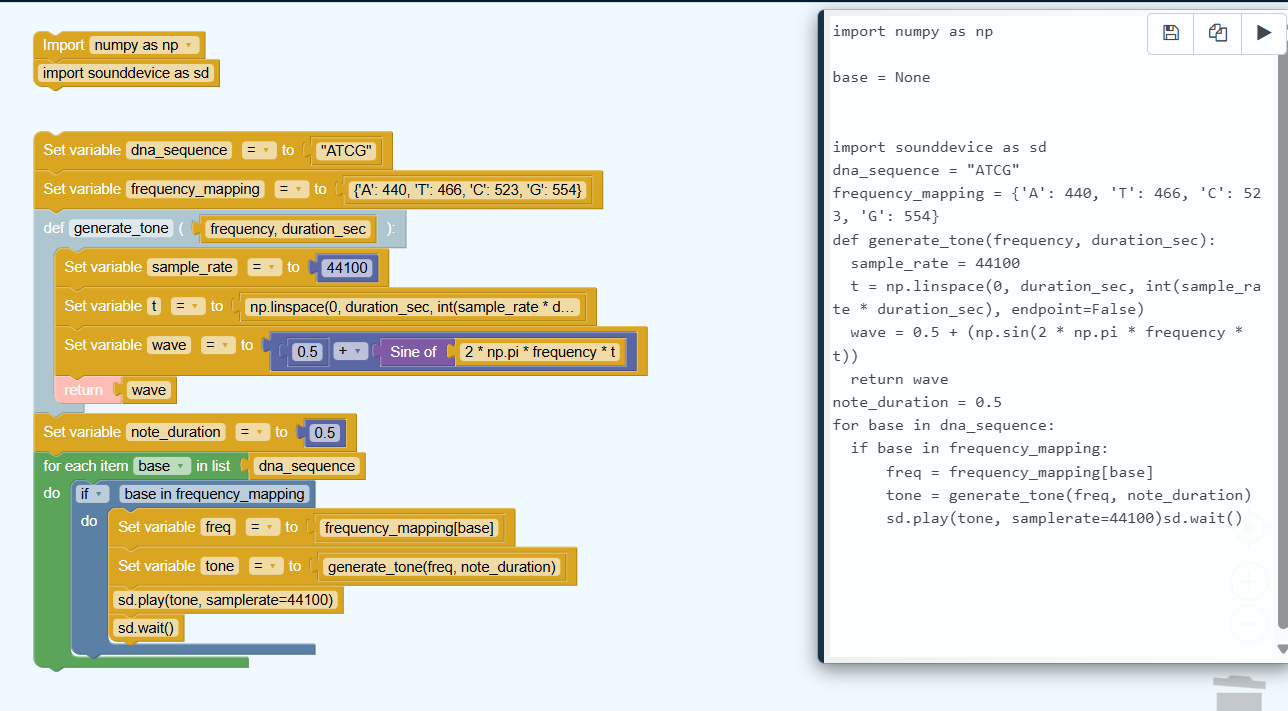 Import numpy as np
import sounddevice as sd
Set variable dna_sequence = to "ATCG"
Set variable frequency_mapping = to {'A': 440, 'T': 466, 'C': 523, 'G': 554}
def generate_tone ( frequency, duration_sec ):
Set variable sample_rate = to 44100
Set variable t = to np.linspace(0, duration_sec, int(sample_rate * d...
Set variable wave = to 0.5 + Sine of 2 * np.pi * frequency * t
return wave
Set variable note_duration = to 0.5
for each item base in list dna_sequence
do if base in frequency_mapping
do Set variable freq = to frequency_mapping[base]
Set variable tone = to generate_tone(freq, note_duration)
sd.play(tone, samplerate=44100)
sd.wait()
import numpy as np
base = None
import sounddevice as sd
dna_sequence = "ATCG"
frequency_mapping = {'A': 440, 'T': 466, 'C': 52
3, 'G': 554}
def generate_tone(frequency, duration_sec):
sample_rate = 44100
t = np.linspace(0, duration_sec, int(sample_ra
te * duration_sec), endpoint=False)
wave = 0.5 + (np.sin(2 * np.pi * frequency *
t))
return wave
note_duration = 0.5
for base in dna_sequence:
if base in frequency_mapping:
freq = frequency_mapping[base]
tone = generate_tone(freq, note_duration)
sd.play(tone, samplerate=44100)sd.wait()